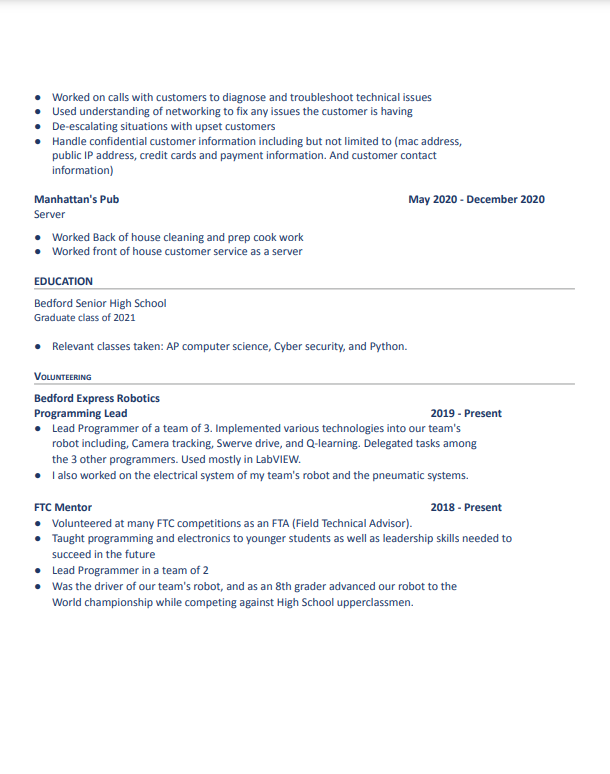 ● Worked on calls with customers to diagnose and troubleshoot technical issues
● Used understanding of networking to fix any issues the customer is having
● De-escalating situations with upset customers
● Handle confidential customer information including but not limited to (mac address,
public IP address, credit cards and payment information. And customer contact
information)
Manhattan's Pub May 2020 - December 2020
Server
● Worked Back of house cleaning and prep cook work
● Worked front of house customer service as a server
EDUCATION
Bedford Senior High School
Graduate class of 2021
● Relevant classes taken: AP computer science, Cyber security, and Python.
VOLUNTEERING
Bedford Express Robotics
Programming Lead 2019 - Present
● Lead Programmer of a team of 3. Implemented various technologies into our team's
robot including, Camera tracking, Swerve drive, and Q-learning. Delegated tasks among
the 3 other programmers. Used mostly in LabVIEW.
● I also worked on the electrical system of my team's robot and the pneumatic systems.
FTC Mentor 2018 - Present
● Volunteered at many FTC competitions as an FTA (Field Technical Advisor).
● Taught programming and electronics to younger students as well as leadership skills needed to
succeed in the future
● Lead Programmer in a team of 2
● Was the driver of our team's robot, and as an 8th grader advanced our robot to the
World championship while competing against High School upperclassmen.